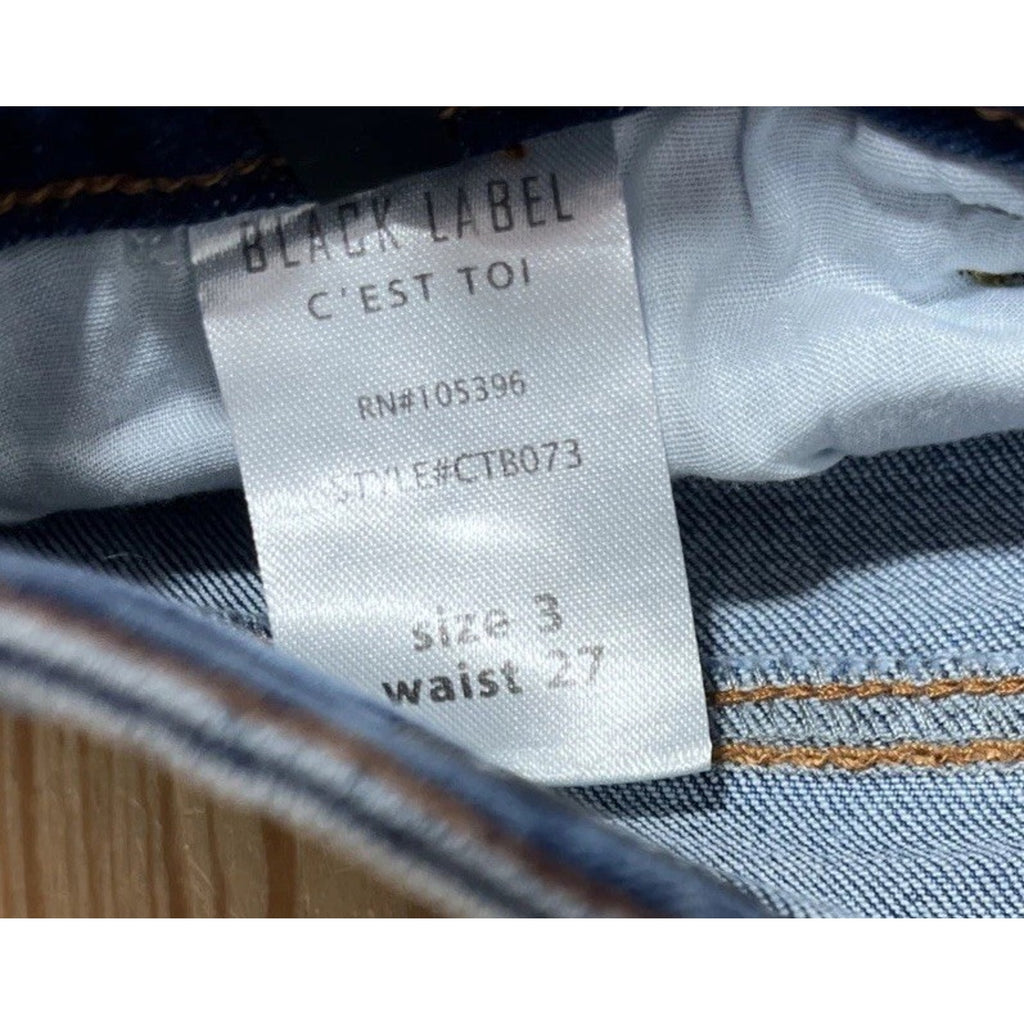 BLACK LABEL
C'EST TOI
RN#105396
STYLE#CTB073
size 3
waist 27